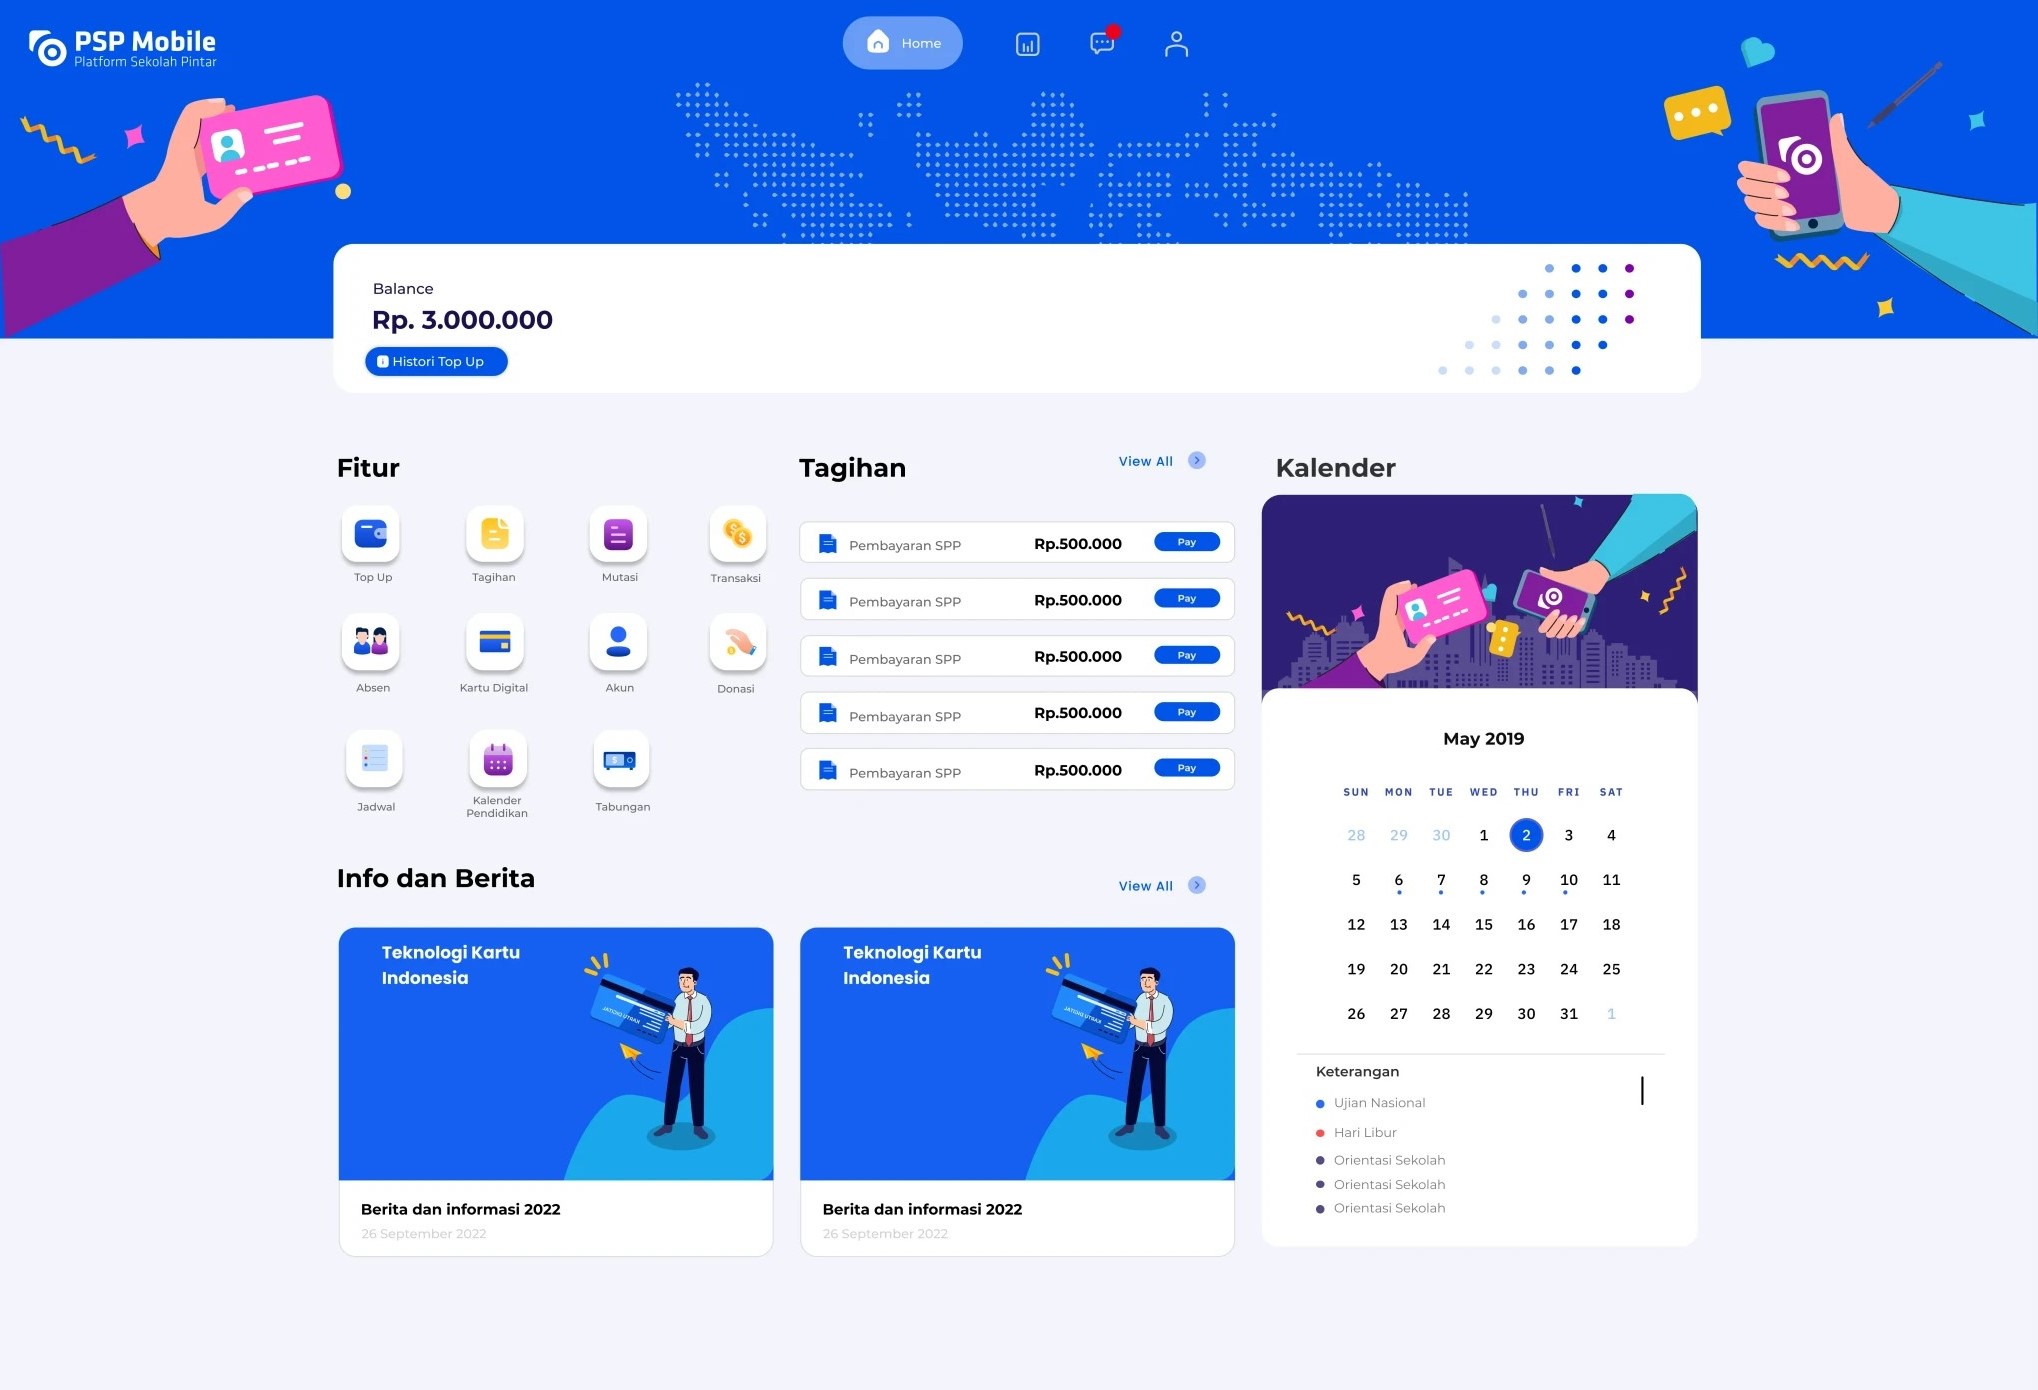 PSP Mobile
Platform Sekolah Pintar
Home
Balance
Rp. 3.000.000
Histori Top Up
Fitur
Top Up
Tagihan
Mutasi
Transaksi
Absen
Kartu Digital
Akun
Donasi
Jadwal
Kalender
Pendidikan
Tabungan
Tagihan
View All
Pembayaran SPP Rp.500.000 Pay
Pembayaran SPP Rp.500.000 Pay
Pembayaran SPP Rp.500.000 Pay
Pembayaran SPP Rp.500.000 Pay
Pembayaran SPP Rp.500.000 Pay
Info dan Berita
View All
Teknologi Kartu
Indonesia
Berita dan informasi 2022
26 September 2022
Teknologi Kartu
Indonesia
Berita dan informasi 2022
26 September 2022
Kalender
May 2019
SUN MON TUE WED THU FRI SAT
28 29 30 1 2 3 4
5 6 7 8 9 10 11
12 13 14 15 16 17 18
19 20 21 22 23 24 25
26 27 28 29 30 31 1
Keterangan
Ujian Nasional
Hari Libur
Orientasi Sekolah
Orientasi Sekolah
Orientasi Sekolah